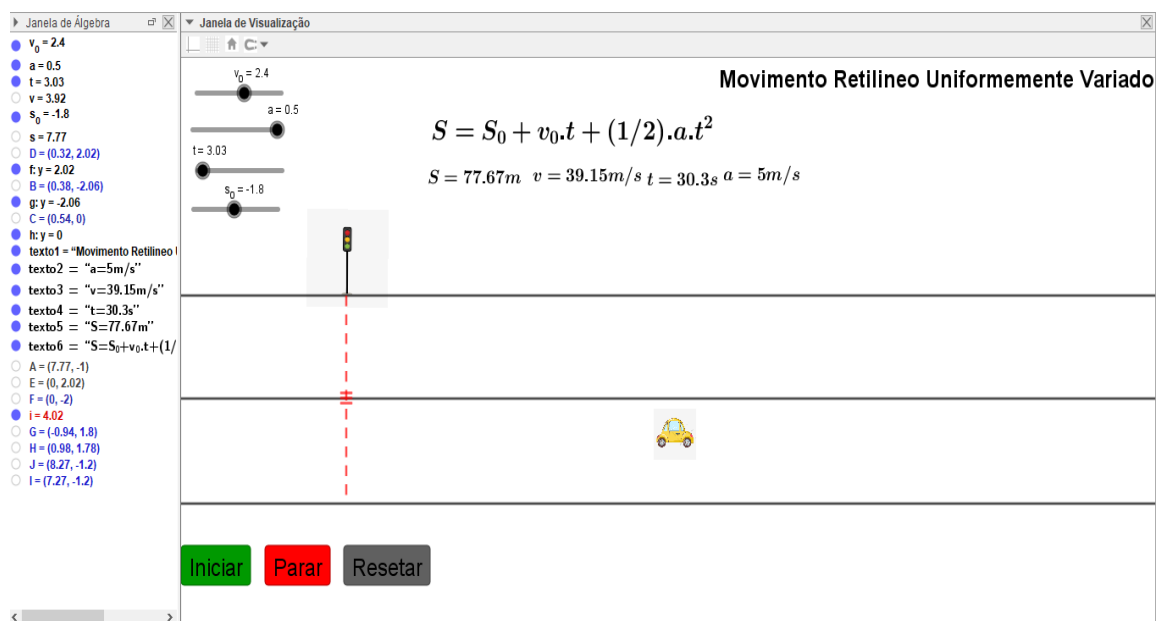 Janela de Álgebra
v₀ = 2.4
a = 0.5
t = 3.03
v = 3.92
s₀ = -1.8
s = 7.77
D = (0.32, 2.02)
f: y = 2.02
B = (0.38, -2.06)
g: y = -2.06
C = (0.54, 0)
h: y = 0
texto1 = "Movimento Retilineo U
texto2 = "a=5m/s"
texto3 = "v=39.15m/s"
texto4 = "t=30.3s"
texto5 = "S=77.67m"
texto6 = "S=S₀+v₀.t+(1/
A = (7.77, -1)
E = (0, 2.02)
F = (0, -2)
i = 4.02
G = (-0.94, 1.8)
H = (0.98, 1.78)
J = (8.27, -1.2)
I = (7.27, -1.2)
Janela de Visualização
v₀ = 2.4
a = 0.5
t = 3.03
s₀ = -1.8
Movimento Retilineo Uniformemente Variado
S = S₀ + v₀.t + (1/2).a.t²
S = 77.67m v = 39.15m/s t = 30.3s a = 5m/s
Iniciar Parar Resetar